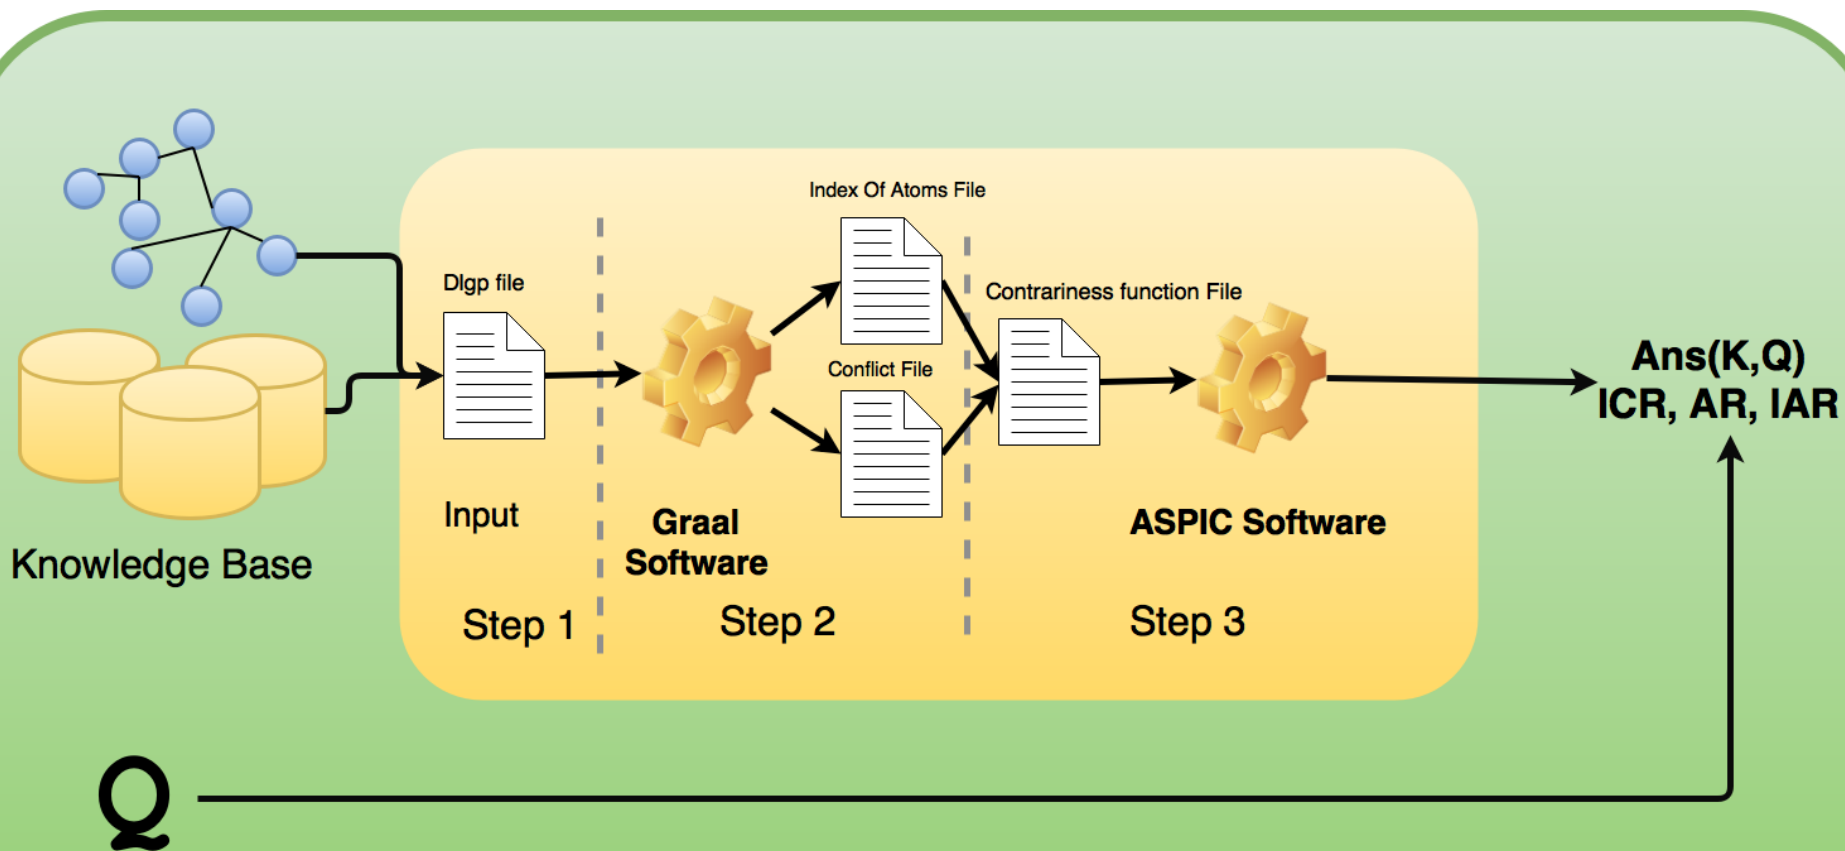 Index Of Atoms File
Dlgp file
Contrariness function File
Conflict File
Ans(K,Q)
ICR, AR, IAR
Input
Graal
Software
ASPIC Software
Knowledge Base
Step 1
Step 2
Step 3
Q